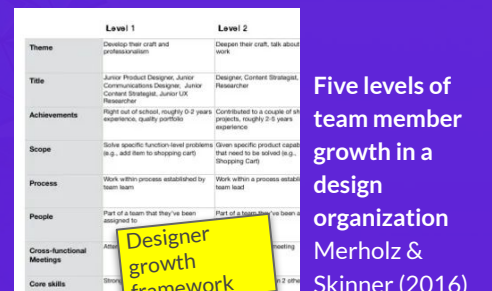 Level 1 Level 2
Theme Develop their craft and Deepen their craft, talk about
professionalism work
Title Junior Product Designer, Junior Designer, Content Strategist,
Communications Designer, Junior Researcher
Content Strategist, Junior UX
Researcher
Achievements Right out of school, roughly 0-2 years Contributed to a couple of
experience, quality portfolio projects, roughly 2-5 years
experience
Scope Solve specific function-level problems Given specific product
(e.g., add item to shopping cart) that need to be solved (e.g.,
Shopping Cart)
Process Work within process established by Work within a process
team leam team lead
People Part of a team that they've been Part of a team they've been
assigned to
Cross-functional
Meetings
Core skills
Designer
growth
framework
Five levels of
team member
growth in a
design
organization
Merholz &
Skinner (2016)